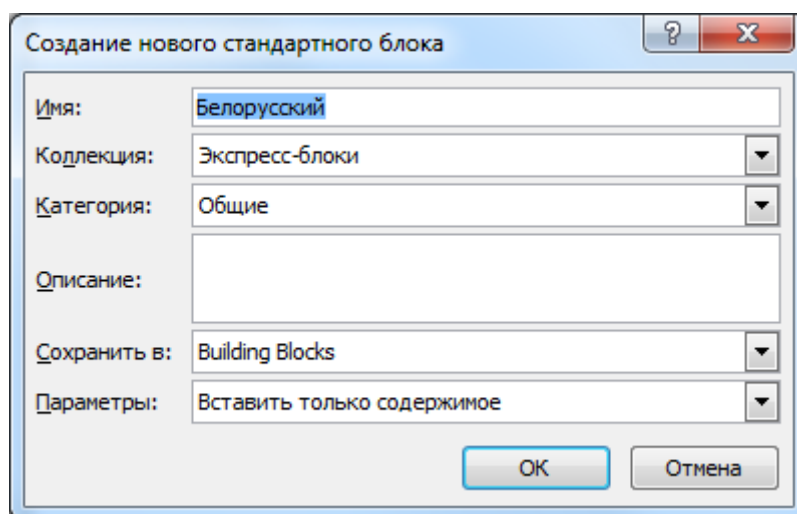 Создание нового стандартного блока
Имя: Белорусский
Коллекция: Экспресс-блоки
Категория: Общие
Описание:
Сохранить в: Building Blocks
Параметры: Вставить только содержимое
ОК Отмена